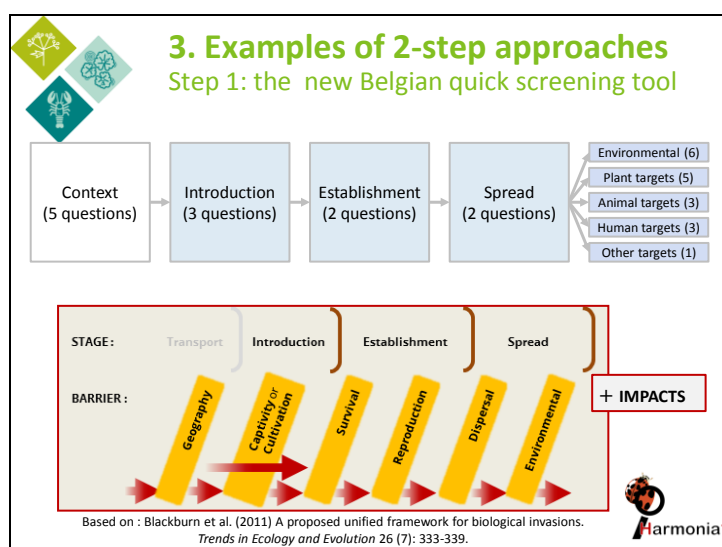 3. Examples of 2-step approaches
Step 1: the new Belgian quick screening tool
Context
(5 questions)
Introduction
(3 questions)
Establishment
(2 questions)
Spread
(2 questions)
Environmental (6)
Plant targets (5)
Animal targets (3)
Human targets (3)
Other targets (1)
STAGE :
Transport
Introduction
Establishment
Spread
BARRIER :
Geography
Captivity or
Cultivation
Survival
Reproduction
Dispersal
Environmental
+ IMPACTS
Based on : Blackburn et al. (2011) A proposed unified framework for biological invasions.
Trends in Ecology and Evolution 26 (7): 333-339.
Harmonia